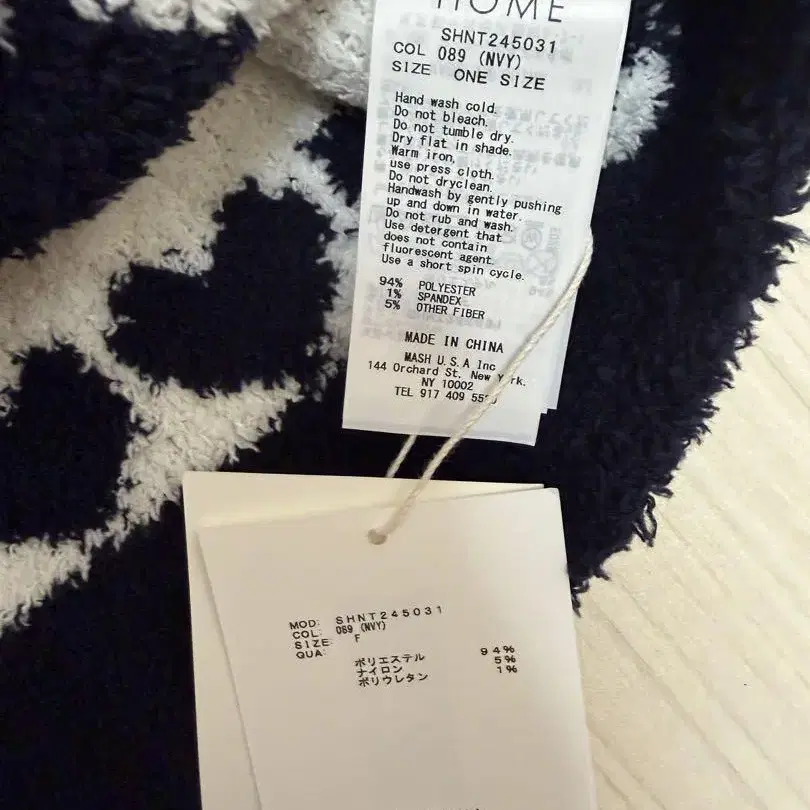 HOME
SHNT245031
COL 089 (NVY)
SIZE ONE SIZE
Hand wash cold.
Do not bleach.
Do not tumble dry.
Dry flat in shade.
Warm iron,
use press cloth.
Do not dryclean.
Handwash by gently pushing
up and down in water.
Do not rub and wash.
Use detergent that
does not contain
fluorescent agent.
Use a short spin cycle.
94% POLYESTER
1% SPANDEX
5% OTHER FIBER
MADE IN CHINA
MASH U.S.A Inc
144 Orchard St. New York.
NY 10002
TEL 917 409
MOD: SHNT245031
COL: 089 (NVY)
SIZE: F
QUA:
ポリエステル 94%
ナイロン 5%
ポリウレタン 1%